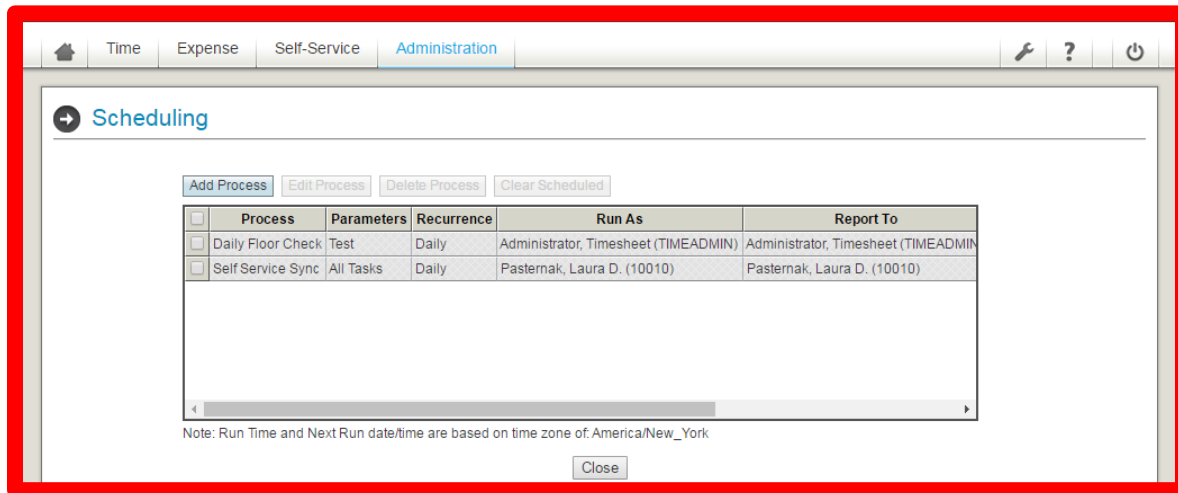 Time Expense Self-Service Administration ?
Scheduling
Add Process Edit Process Delete Process Clear Scheduled
Process Parameters Recurrence Run As Report To
Daily Floor Check Test Daily Administrator, Timesheet (TIMEADMIN) Administrator, Timesheet (TIMEADMIN
Self Service Sync All Tasks Daily Pasternak, Laura D. (10010) Pasternak, Laura D. (10010)
Note: Run Time and Next Run date/time are based on time zone of: America/New_York
Close